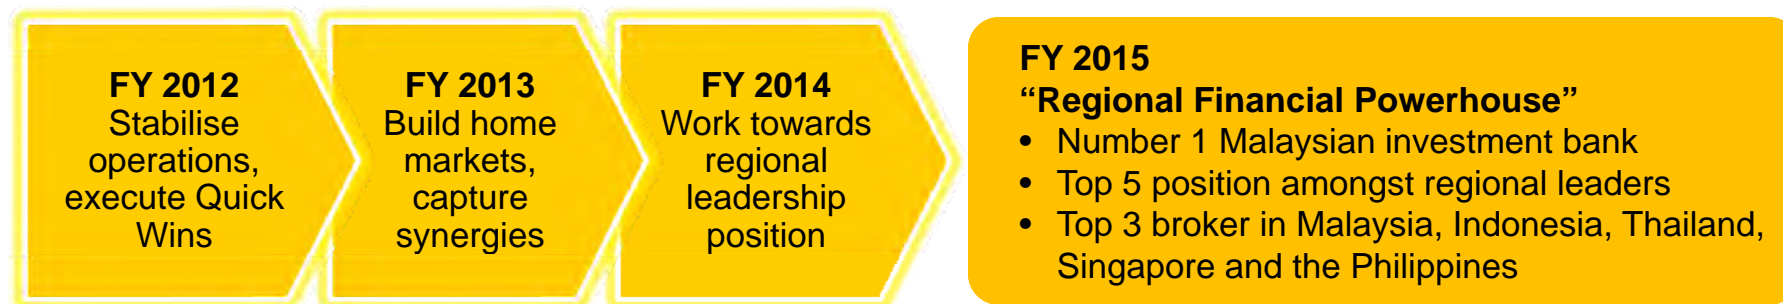 FY 2012
Stabilise
operations,
execute Quick
Wins
FY 2013
Build home
markets,
capture
synergies
FY 2014
Work towards
regional
leadership
position
FY 2015
“Regional Financial Powerhouse”
• Number 1 Malaysian investment bank
• Top 5 position amongst regional leaders
• Top 3 broker in Malaysia, Indonesia, Thailand,
Singapore and the Philippines